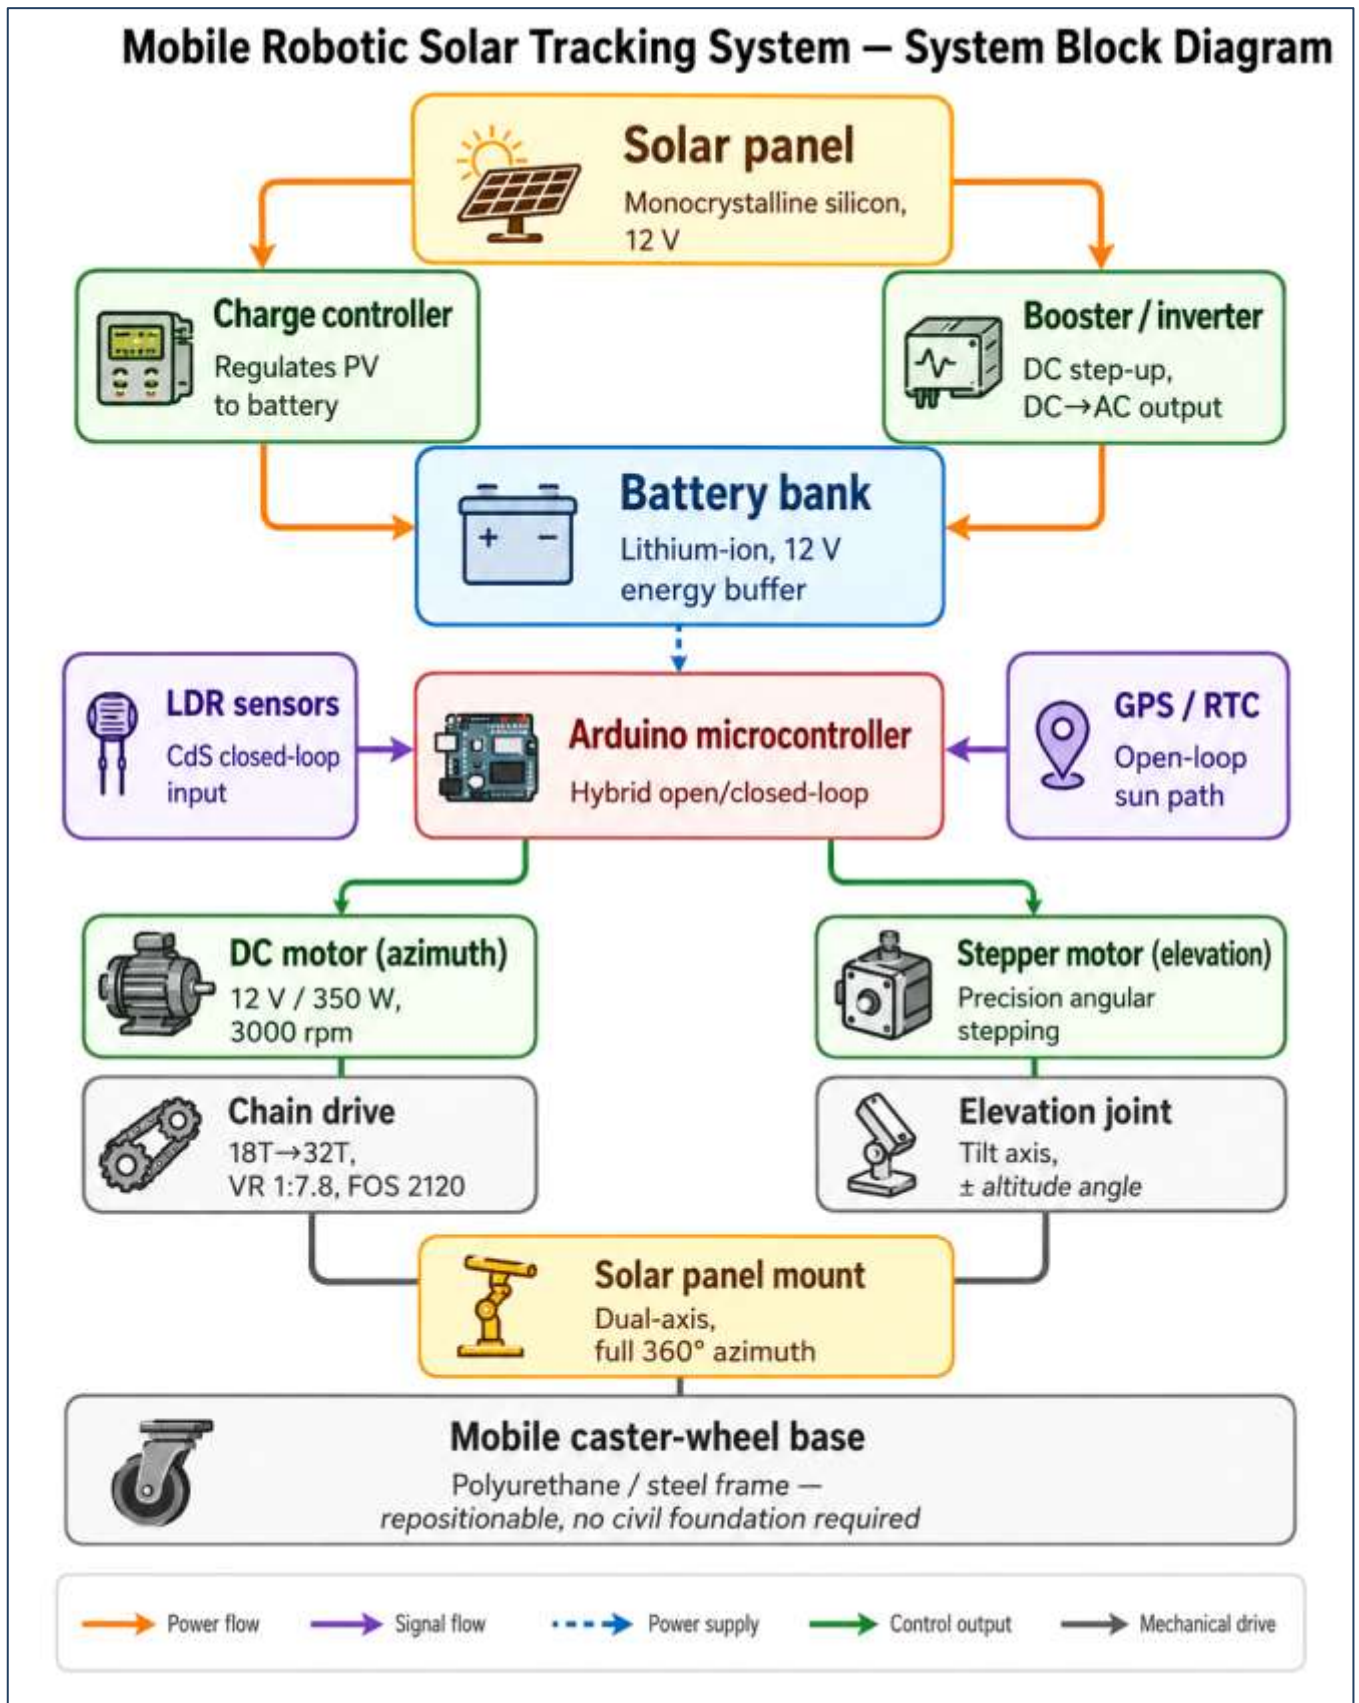 Mobile Robotic Solar Tracking System — System Block Diagram
Solar panel
Monocrystalline silicon,
12 V
Charge controller
Regulates PV
to battery
Booster / inverter
DC step-up,
DC→AC output
Battery bank
+ −
Lithium-ion, 12 V
energy buffer
LDR sensors
CdS closed-loop
input
Arduino microcontroller
Hybrid open/closed-loop
GPS / RTC
Open-loop
sun path
DC motor (azimuth)
12 V / 350 W,
3000 rpm
Stepper motor (elevation)
Precision angular
stepping
Chain drive
18T→32T,
VR 1:7.8, FOS 2120
Elevation joint
Tilt axis,
± altitude angle
Solar panel mount
Dual-axis,
full 360° azimuth
Mobile caster-wheel base
Polyurethane / steel frame —
repositionable, no civil foundation required
Power flow
Signal flow
Power supply
Control output
Mechanical drive